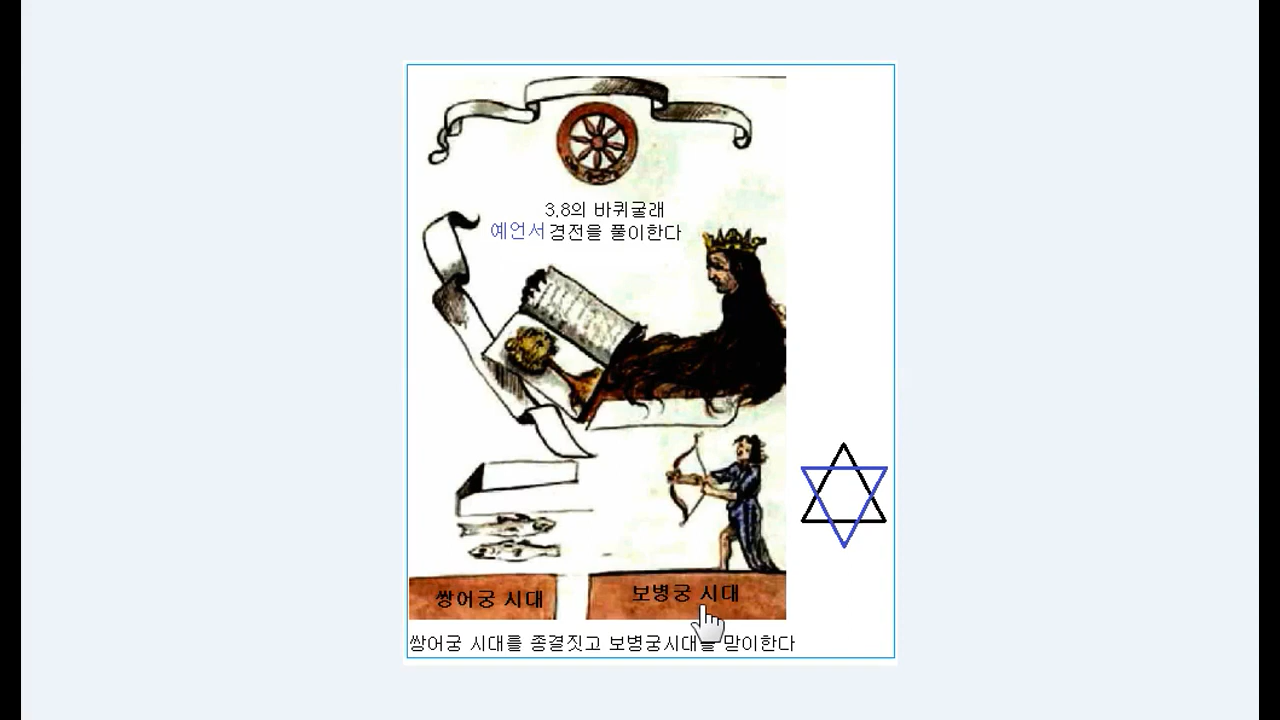 3.8의 바퀴굴래
예언서 경전을 풀이한다
쌍어궁 시대
보병궁 시대
쌍어궁 시대를 종결짓고 보병궁시대를 맏이한다